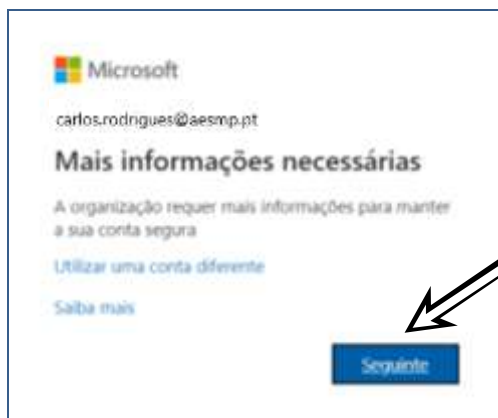 Microsoft
carlos.rodrigues@aesmp.pt
Mais informações necessárias
A organização requer mais informações para manter
a sua conta segura
Utilizar uma conta diferente
Saiba mais
Seguinte